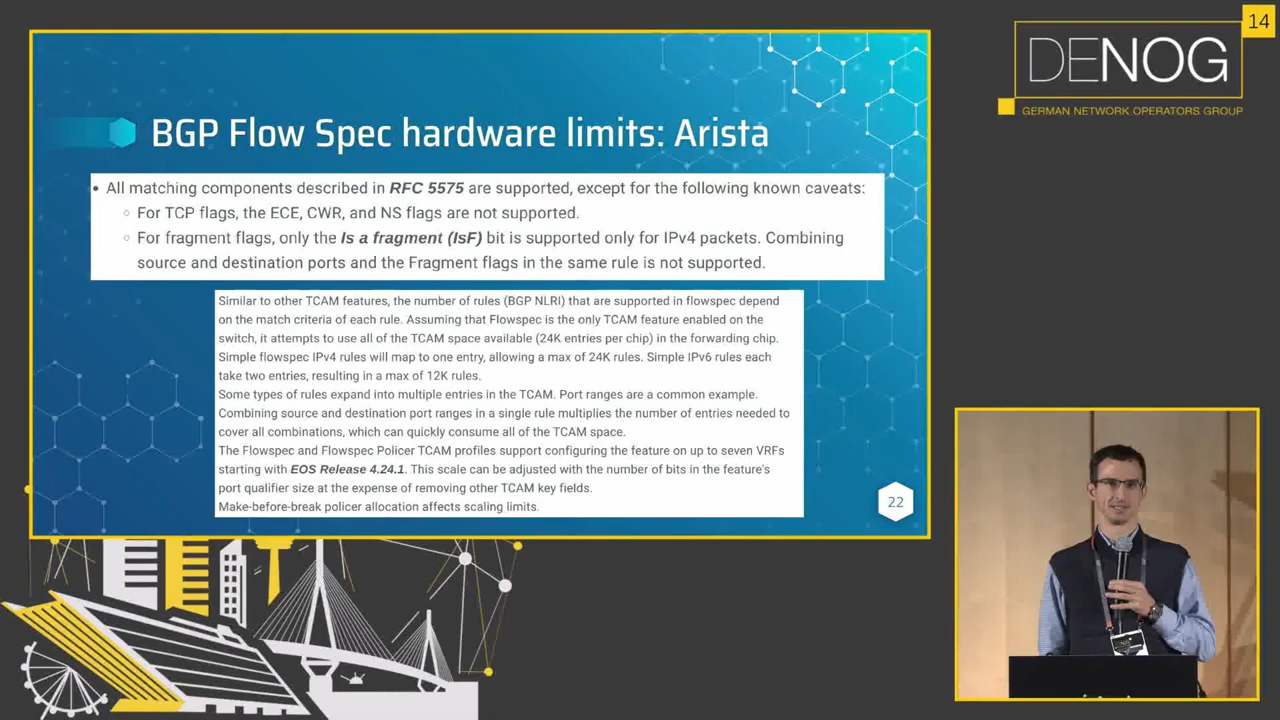 14
DENOG
GERMAN NETWORK OPERATORS GROUP
BGP Flow Spec hardware limits: Arista
• All matching components described in RFC 5575 are supported, except for the following known caveats:
○ For TCP flags, the ECE, CWR, and NS flags are not supported.
○ For fragment flags, only the Is a fragment (IsF) bit is supported only for IPv4 packets. Combining
source and destination ports and the Fragment flags in the same rule is not supported.
Similar to other TCAM features, the number of rules (BGP NLRI) that are supported in flowspec depend
on the match criteria of each rule. Assuming that Flowspec is the only TCAM feature enabled on the
switch, it attempts to use all of the TCAM space available (24K entries per chip) in the forwarding chip.
Simple flowspec IPv4 rules will map to one entry, allowing a max of 24K rules. Simple IPv6 rules each
take two entries, resulting in a max of 12K rules.
Some types of rules expand into multiple entries in the TCAM. Port ranges are a common example.
Combining source and destination port ranges in a single rule multiplies the number of entries needed to
cover all combinations, which can quickly consume all of the TCAM space.
The Flowspec and Flowspec Policer TCAM profiles support configuring the feature on up to seven VRFs
starting with EOS Release 4.24.1. This scale can be adjusted with the number of bits in the feature's
port qualifier size at the expense of removing other TCAM key fields.
Make-before-break policer allocation affects scaling limits.
22
DENOG